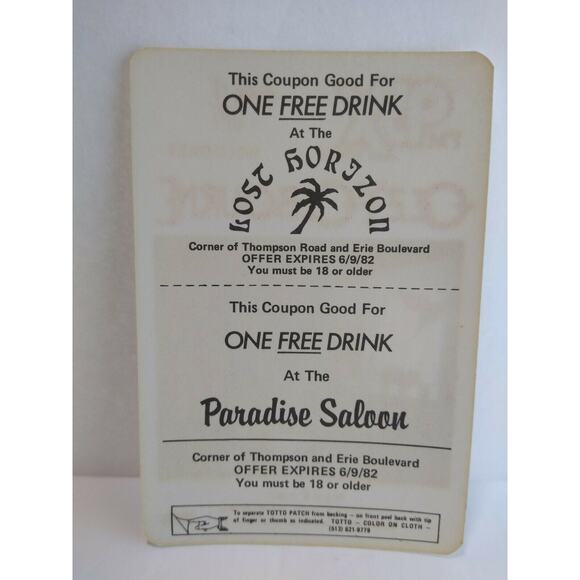 This Coupon Good For
ONE FREE DRINK
At The
LOST HORIZON
Corner of Thompson Road and Erie Boulevard
OFFER EXPIRES 6/9/82
You must be 18 or older
This Coupon Good For
ONE FREE DRINK
At The
Paradise Saloon
Corner of Thompson and Erie Boulevard
OFFER EXPIRES 6/9/82
You must be 18 or older
To separate TOTTO PATCH from backing – on front peel back with tip
of finger or thumb as indicated. TOTTO – COLOR ON CLOTH –
(513) 621-9779